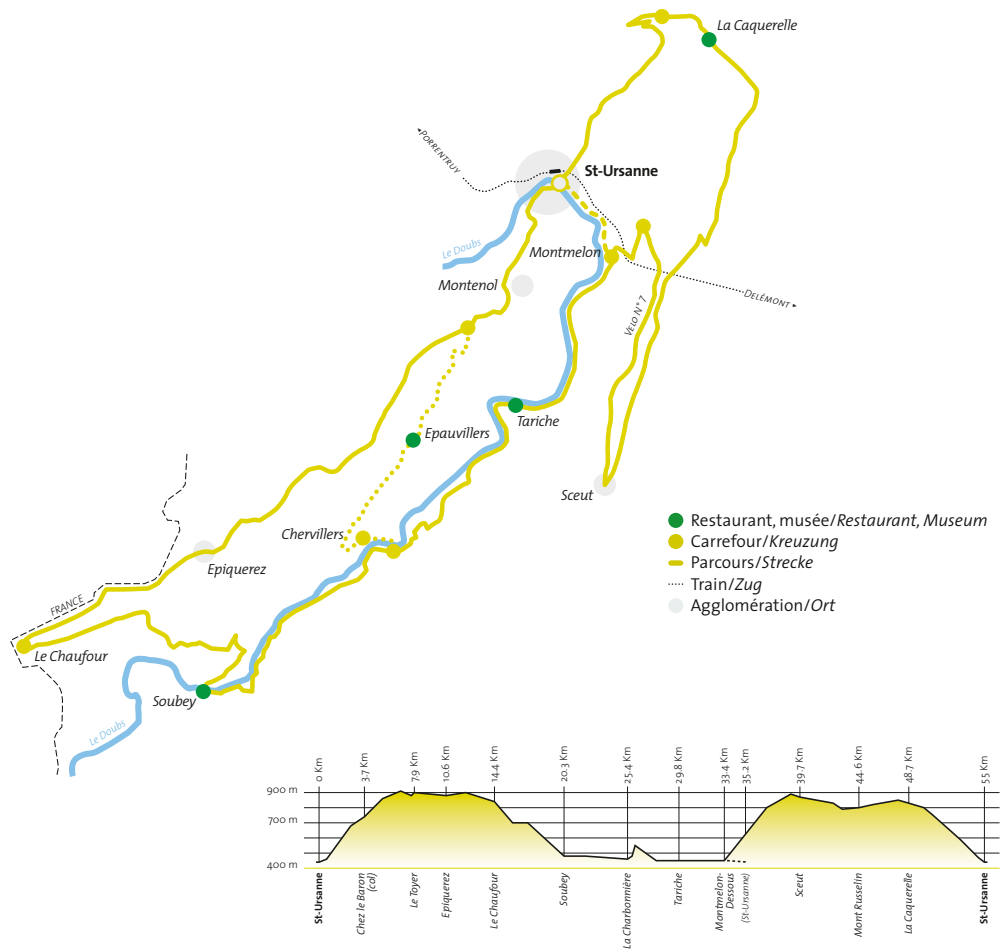 La Caquerelle
PORRENTRUY
St-Ursanne
Le Doubs
Montmelon
Montenol
DELÉMONT
VELO N° 7
Tariche
Epauvillers
Sceut
Chervillers
Epiquerez
FRANCE
Le Chaufour
Soubey
Le Doubs
Restaurant, musée/Restaurant, Museum
Carrefour/Kreuzung
Parcours/Strecke
Train/Zug
Agglomération/Ort
0 Km
3.7 Km
7.9 Km
10.6 Km
14.4 Km
20.3 Km
25.4 Km
29.8 Km
33.4 Km
35.2 Km
39.7 Km
44.6 Km
48.7 Km
55 Km
900 m
700 m
400 m
St-Ursanne
Chez le Baron
(col)
Le Toyer
Epiquerez
Le Chaufour
Soubey
La Charbonnière
Tariche
Montmelon-
Dessous
(St-Ursanne)
Sceut
Mont Russelin
La Caquerelle
St-Ursanne